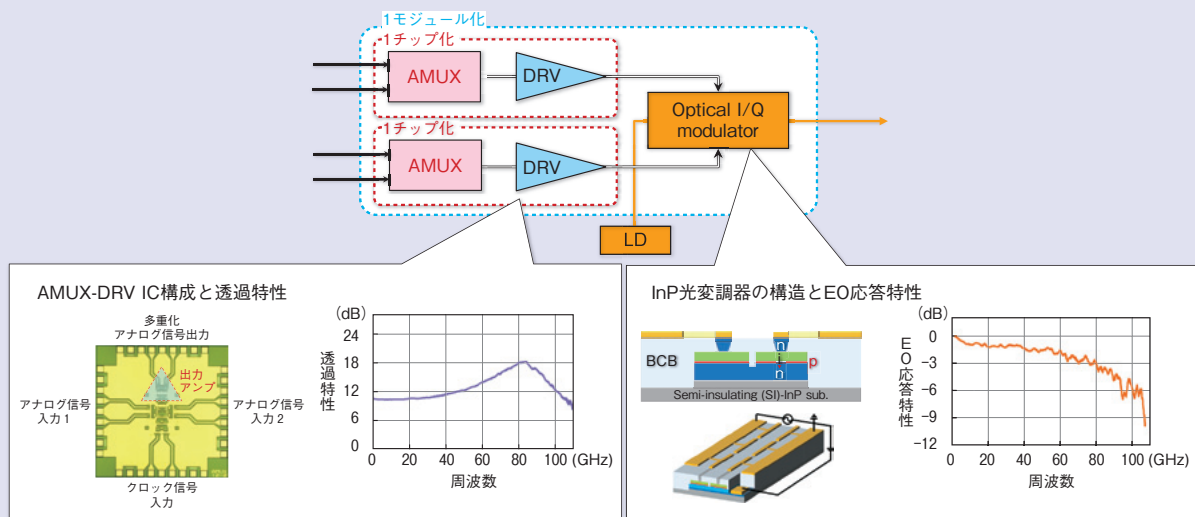 1モジュール化
1チップ化
AMUX
DRV
Optical I/Q
modulator
1チップ化
AMUX
DRV
LD
AMUX-DRV IC構成と透過特性
多重化
アナログ信号出力
出力
アンプ
アナログ信号
入力1
アナログ信号
入力2
クロック信号
入力
(dB)
24
18
12
6
0
透過特性
0 20 40 60 80 100 (GHz)
周波数
InP光変調器の構造とEO応答特性
BCB
n
i
n
p
Semi-insulating (SI)-InP sub.
(dB)
0
−3
−6
−9
−12
EO応答特性
0 20 40 60 80 100 (GHz)
周波数